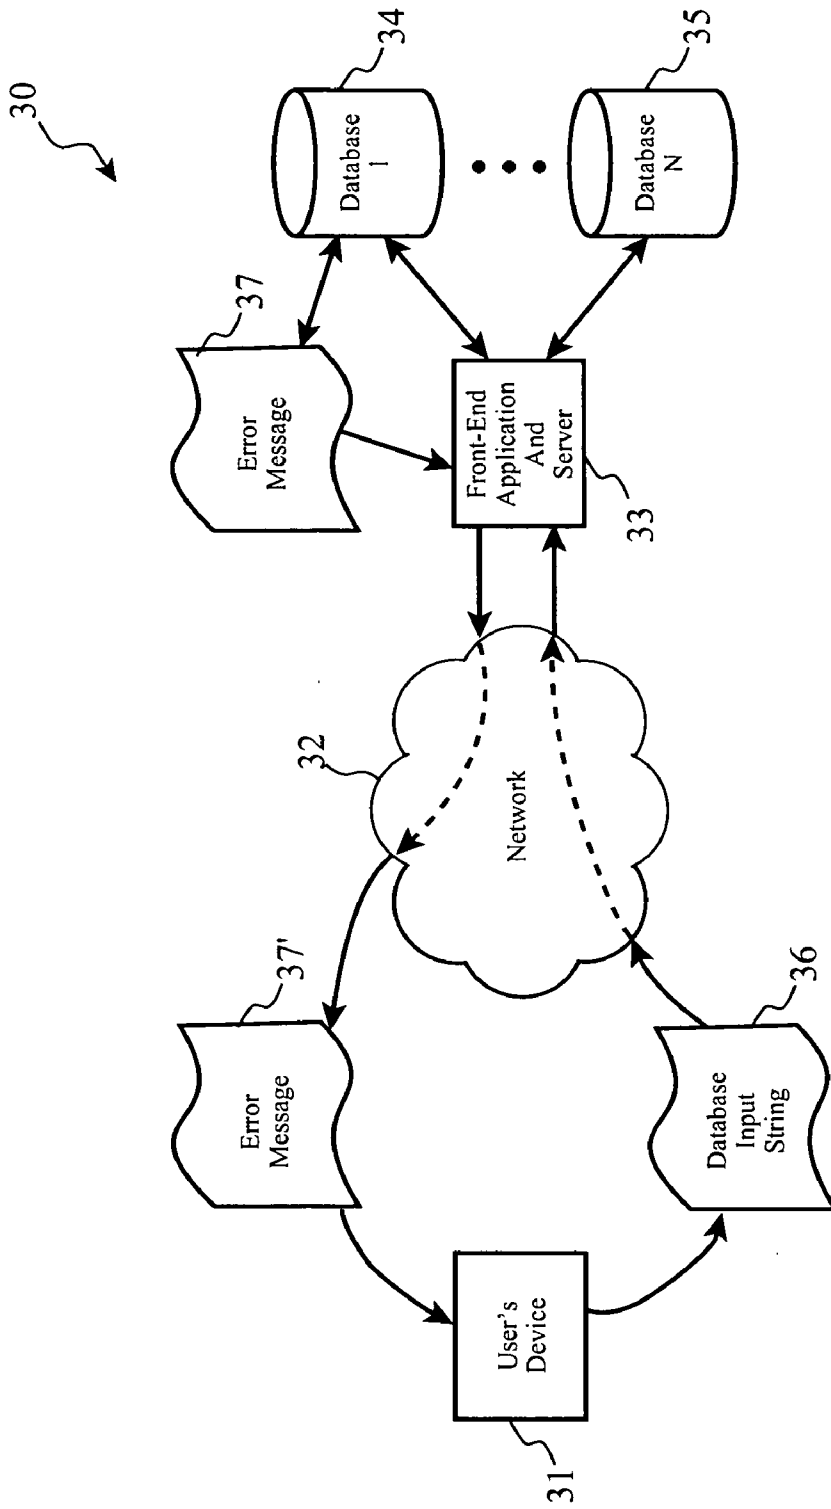 30
37'
Error
Message
32
37
Error
Message
34
Database
1
User's
Device
31
Network
Front-End
Application
And
Server
33
Database
Input
String
36
Database
N
35